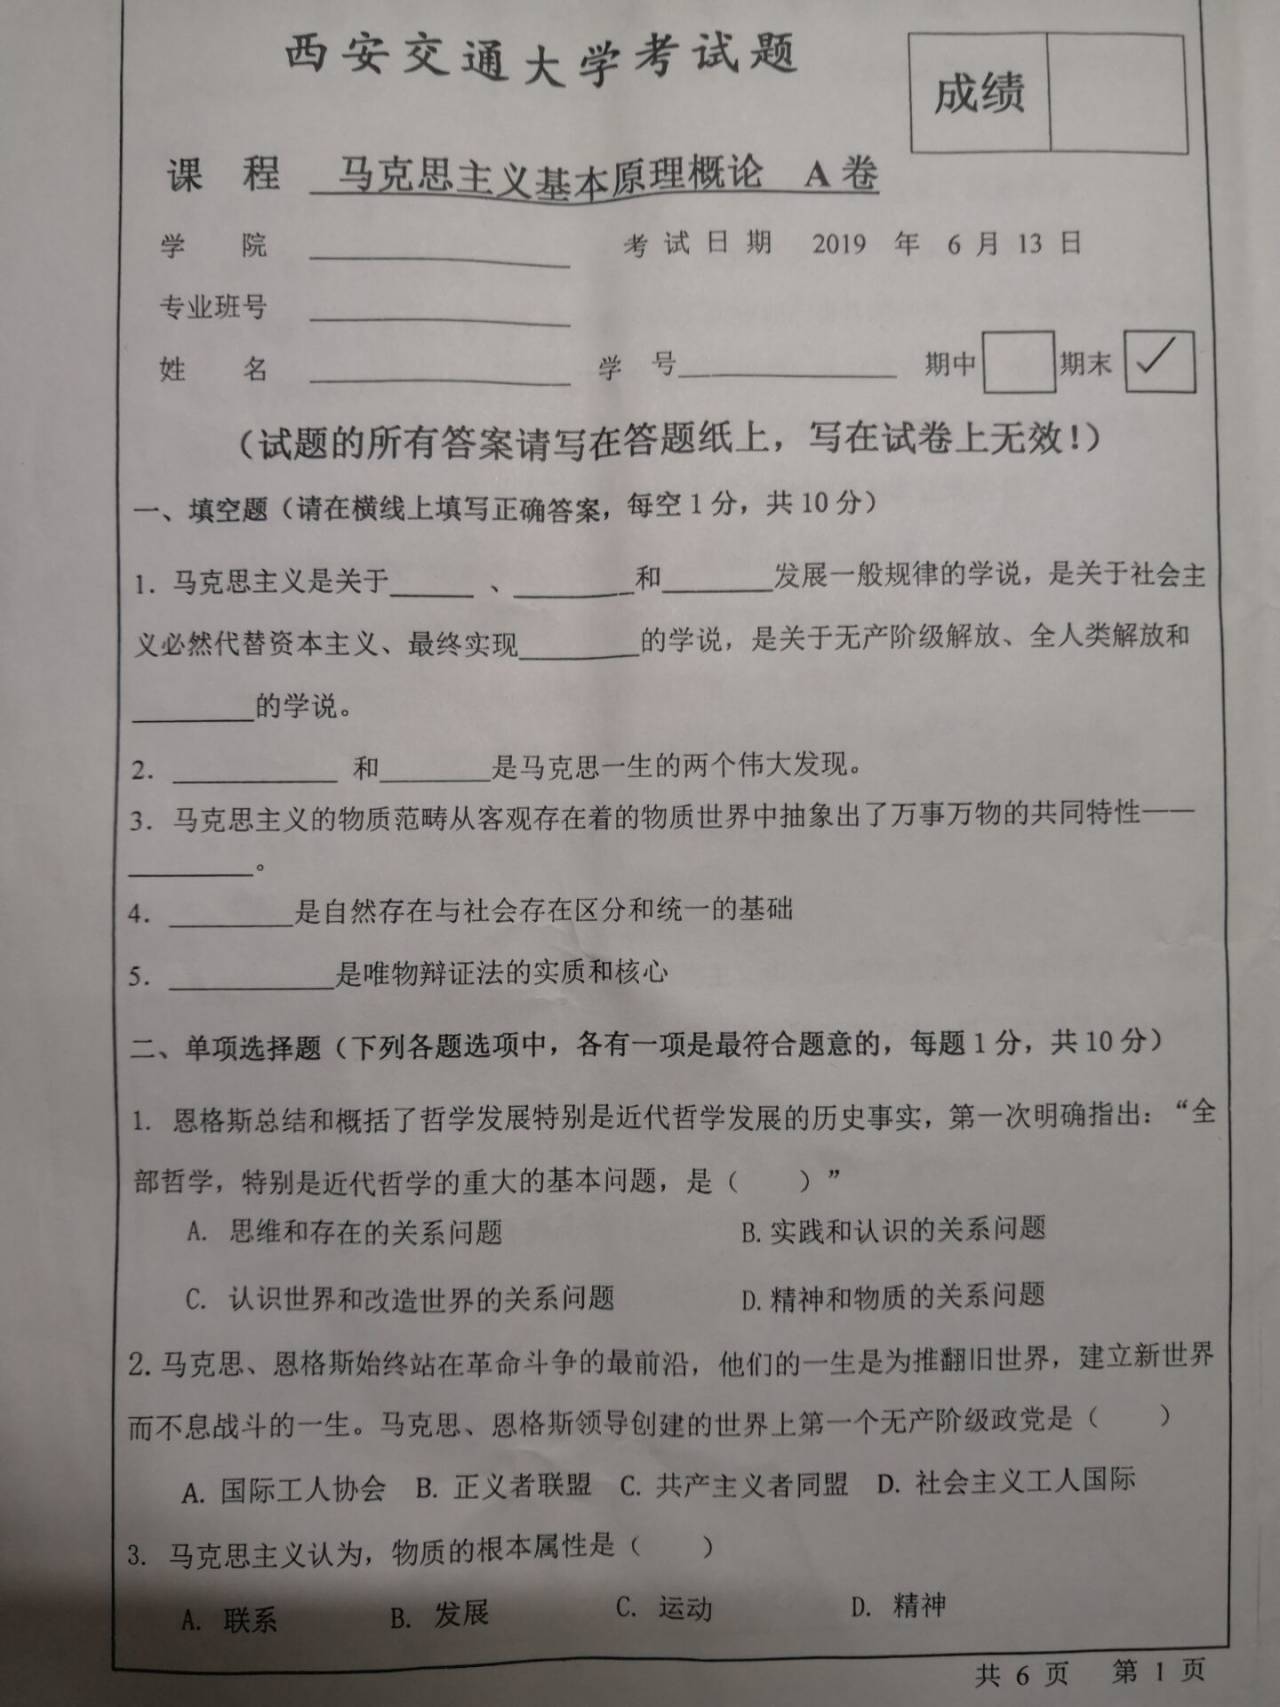 西安交通大学考试题
成绩
课 程 马克思主义基本原理概论 A 卷
学 院 ________ 考 试 日 期 2019 年 6 月 13 日
专业班号 ________
姓 名 ________ 学 号________ 期中 期末 ✓
（试题的所有答案请写在答题纸上，写在试卷上无效！）
一、填空题（请在横线上填写正确答案，每空 1 分，共 10 分）
1. 马克思主义是关于______ 、________和________发展一般规律的学说，是关于社会主
义必然代替资本主义、最终实现________的学说，是关于无产阶级解放、全人类解放和
________的学说。
2. ____________ 和________是马克思一生的两个伟大发现。
3. 马克思主义的物质范畴从客观存在着的物质世界中抽象出了万事万物的共同特性——
________。
4. ________是自然存在与社会存在区分和统一的基础
5. ____________是唯物辩证法的实质和核心
二、单项选择题（下列各题选项中，各有一项是最符合题意的，每题 1 分，共 10 分）
1. 恩格斯总结和概括了哲学发展特别是近代哲学发展的历史事实，第一次明确指出：“全
部哲学，特别是近代哲学的重大的基本问题，是（ ）”
A. 思维和存在的关系问题 B. 实践和认识的关系问题
C. 认识世界和改造世界的关系问题 D. 精神和物质的关系问题
2. 马克思、恩格斯始终站在革命斗争的最前沿，他们的一生是为推翻旧世界，建立新世界
而不息战斗的一生。马克思、恩格斯领导创建的世界上第一个无产阶级政党是（ ）
A. 国际工人协会 B. 正义者联盟 C. 共产主义者同盟 D. 社会主义工人国际
3. 马克思主义认为，物质的根本属性是（ ）
A. 联系 B. 发展 C. 运动 D. 精神
共 6 页 第 1 页